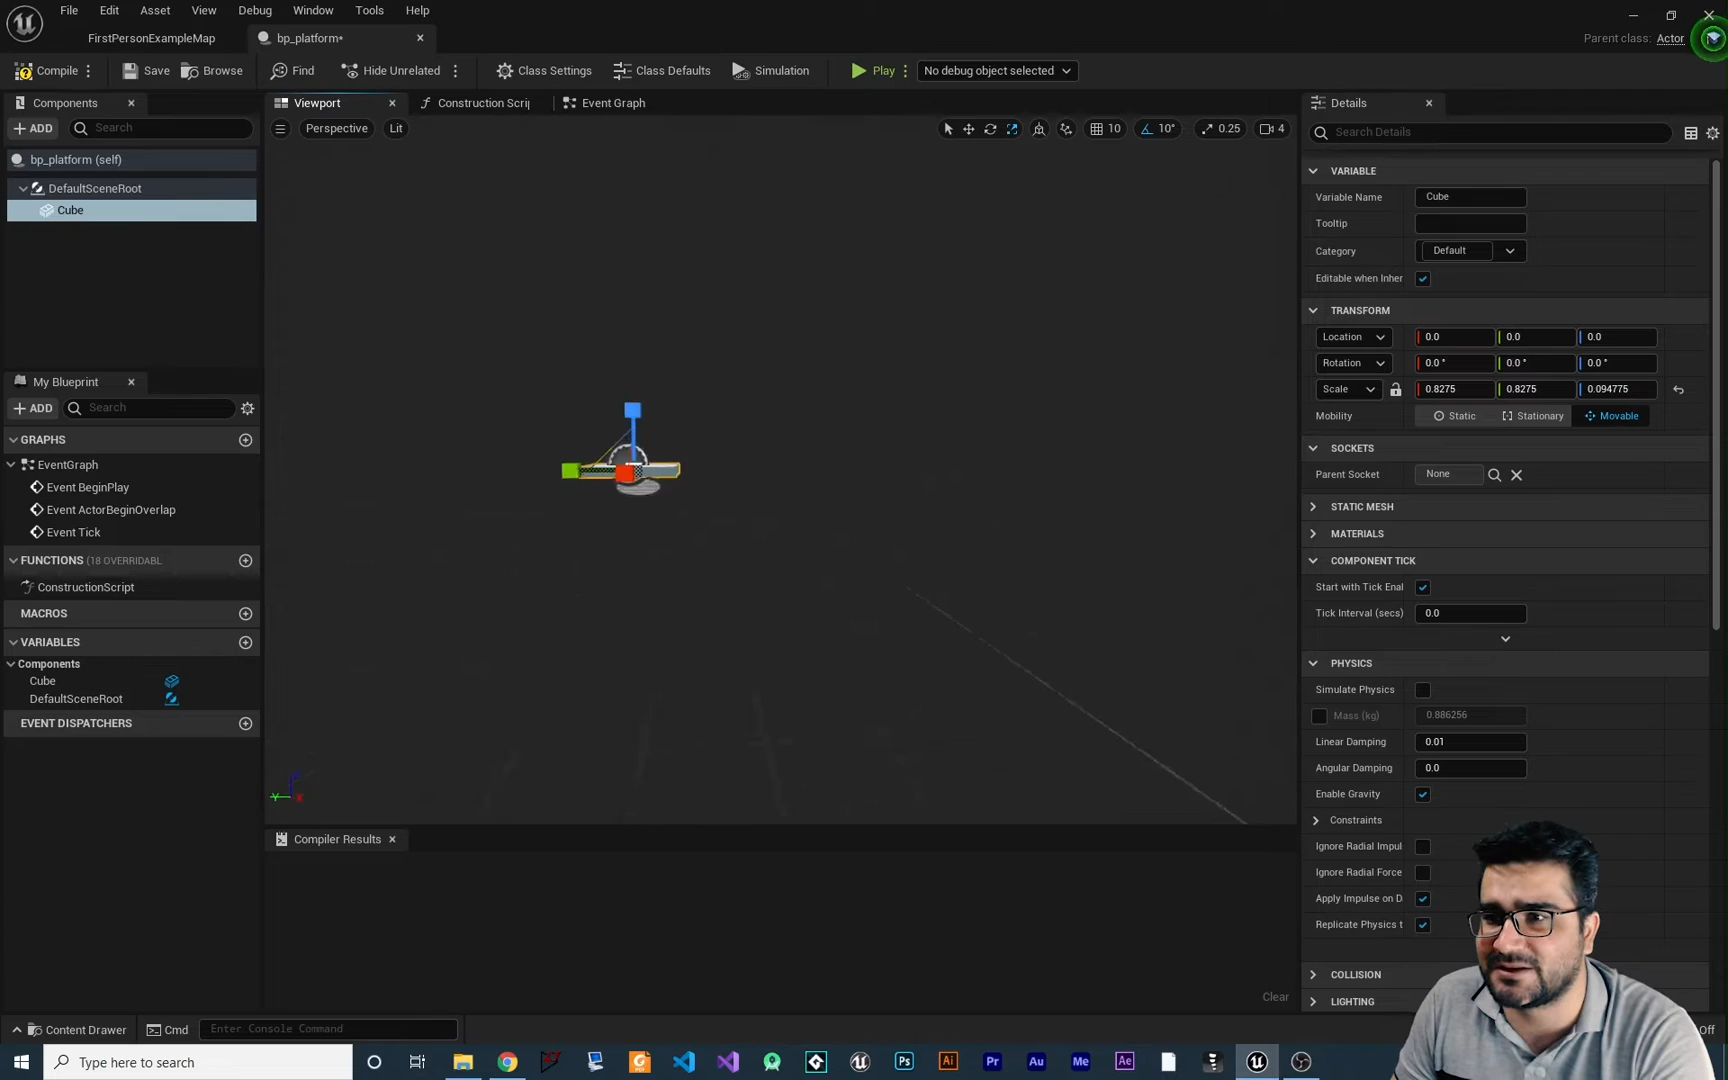 File Edit Asset View Debug Window Tools Help
FirstPersonExampleMap bp_platform*
Parent class: Actor
Compile Save Browse Find Hide Unrelated Class Settings Class Defaults Simulation Play No debug object selected
Components
ADD Search
bp_platform (self)
DefaultSceneRoot
Cube
My Blueprint
ADD Search
GRAPHS
EventGraph
Event BeginPlay
Event ActorBeginOverlap
Event Tick
FUNCTIONS (18 OVERRIDABL
ConstructionScript
MACROS
VARIABLES
Components
Cube
DefaultSceneRoot
EVENT DISPATCHERS
Viewport Construction Scrip Event Graph
Perspective Lit 10 10° 0.25 4
Compiler Results
Clear
Details
Search Details
VARIABLE
Variable Name Cube
Tooltip
Category Default
Editable when Inher
TRANSFORM
Location 0.0 0.0 0.0
Rotation 0.0 ° 0.0 ° 0.0 °
Scale 0.8275 0.8275 0.094775
Mobility Static Stationary Movable
SOCKETS
Parent Socket None
STATIC MESH
MATERIALS
COMPONENT TICK
Start with Tick Enal
Tick Interval (secs) 0.0
PHYSICS
Simulate Physics
Mass (kg) 0.886256
Linear Damping 0.01
Angular Damping 0.0
Enable Gravity
Constraints
Ignore Radial Impul
Ignore Radial Force
Apply Impulse on D
Replicate Physics t
COLLISION
LIGHTING
Content Drawer Cmd Enter Console Command Off
Type here to search Ps Ai Pr Au Me Ae